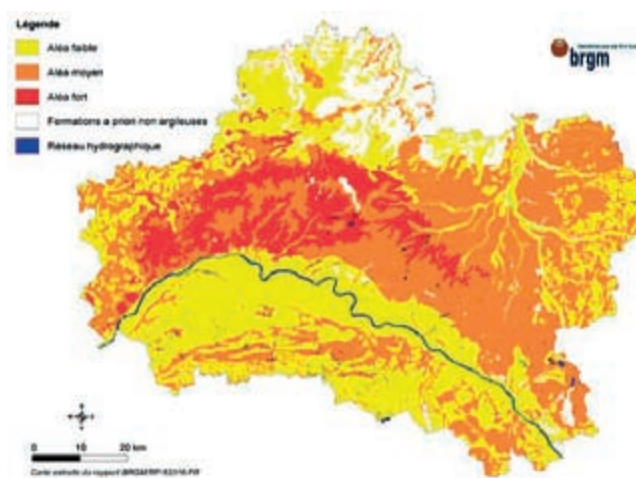 Légende
Aléa faible
Aléa moyen
Aléa fort
Formations a priori non argileuses
Réseau hydrographique
brgm
0 10 20 km
Carte extraite du rapport BRGM/RP